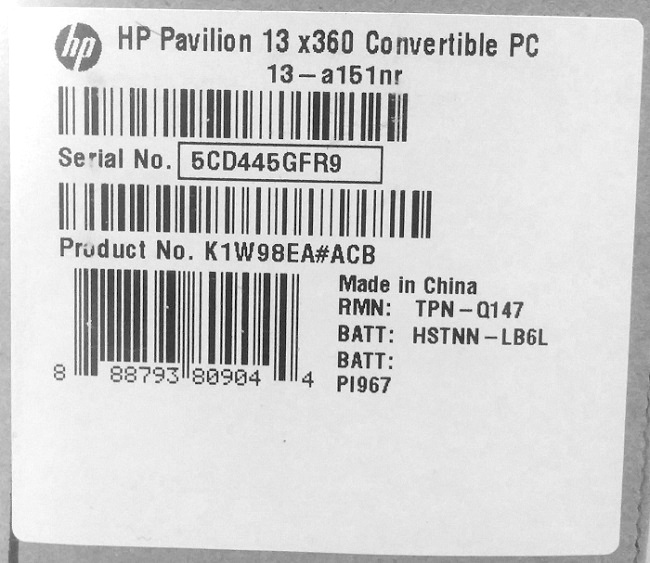 hp HP Pavilion 13 x360 Convertible PC
13-a151nr
Serial No. 5CD445GFR9
Product No. K1W98EA#ACB
Made in China
RMN: TPN-Q147
BATT: HSTNN-LB6L
BATT:
PI967
8 88793 80904 4